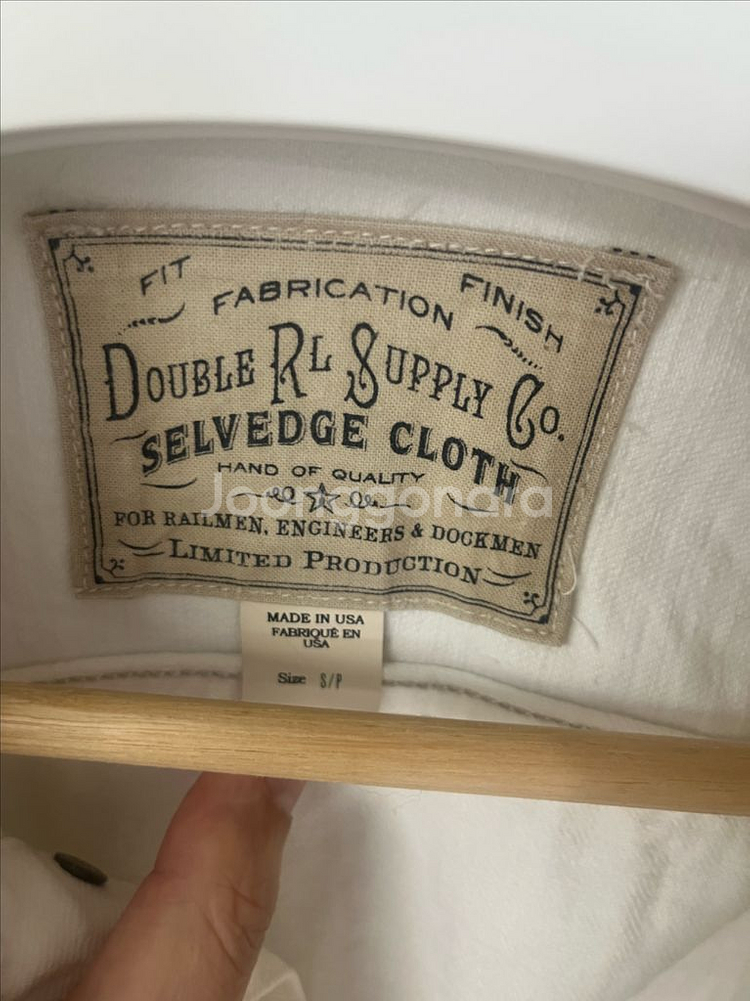 FIT FABRICATION FINISH
DOUBLE RL SUPPLY CO.
SELVEDGE CLOTH
HAND OF QUALITY
Joonggonara
FOR RAILMEN, ENGINEERS & DOCKMEN
LIMITED PRODUCTION
MADE IN USA
FABRIQUÉ EN
USA
Size S/P